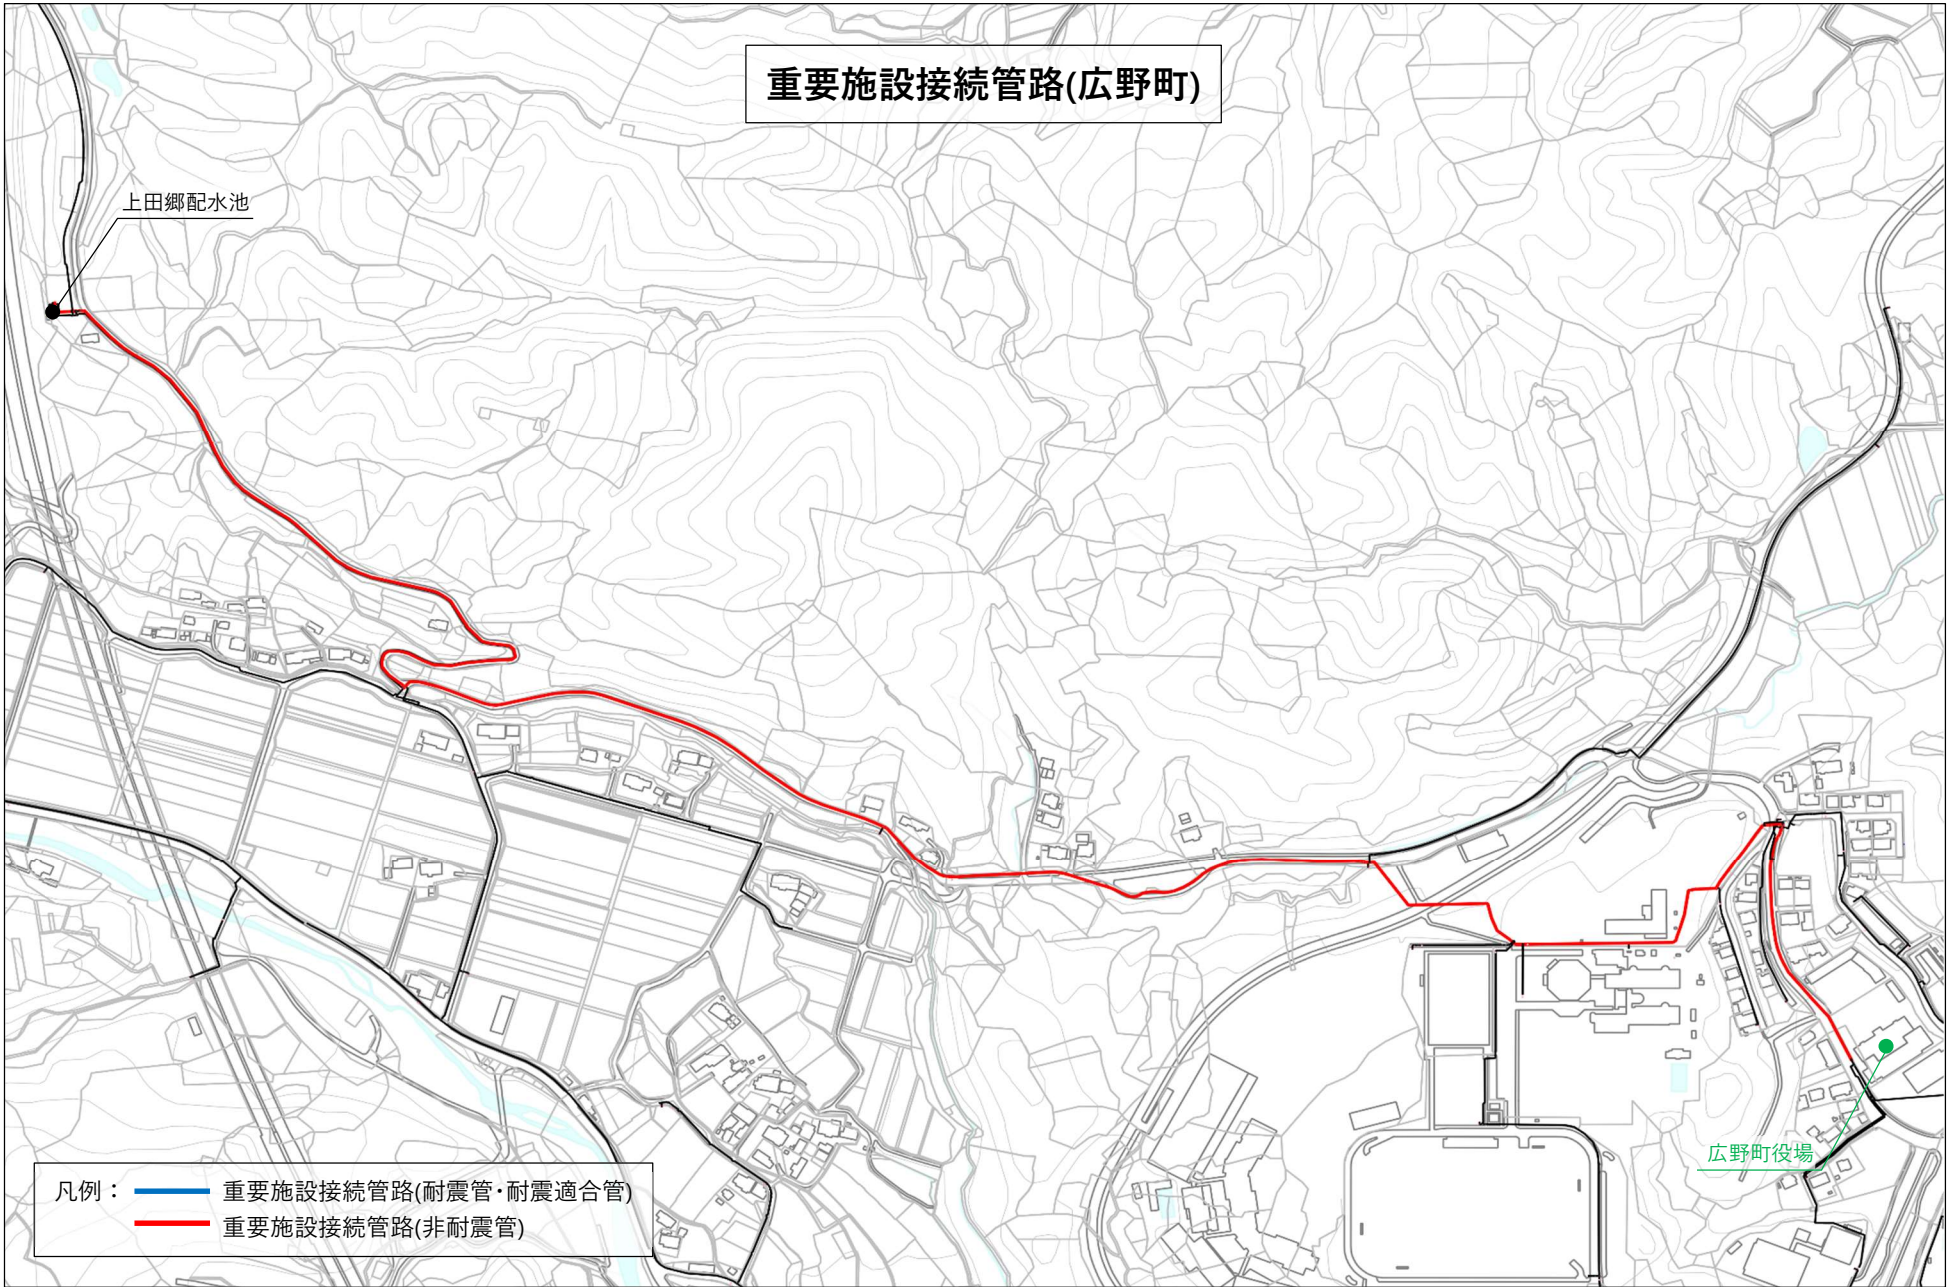 重要施設接続管路(広野町)
上田郷配水池
広野町役場
凡例：
重要施設接続管路(耐震管・耐震適合管)
重要施設接続管路(非耐震管)